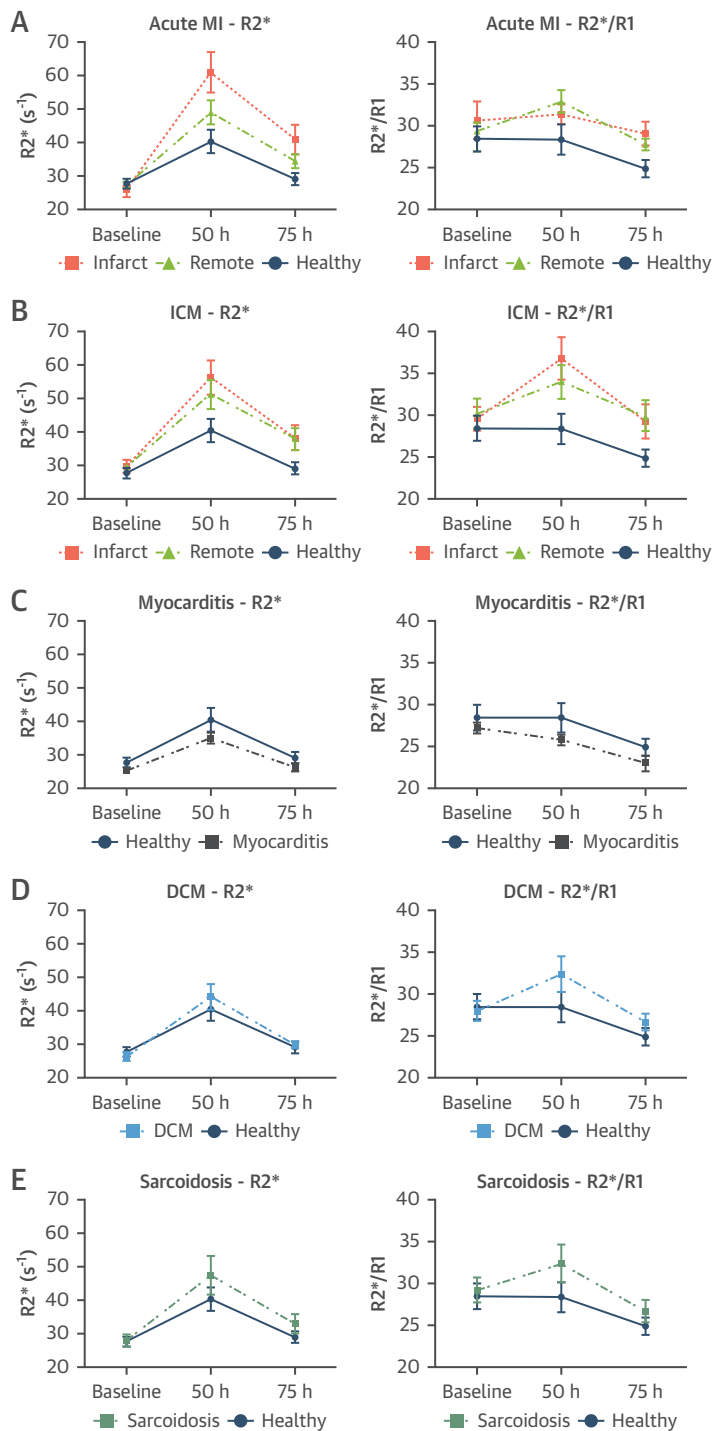 A
Acute MI - R2*
R2* (s⁻¹)
70
60
50
40
30
20
Baseline 50 h 75 h
Infarct Remote Healthy
Acute MI - R2*/R1
R2*/R1
40
35
30
25
20
Baseline 50 h 75 h
Infarct Remote Healthy
B
ICM - R2*
R2* (s⁻¹)
70
60
50
40
30
20
Baseline 50 h 75 h
Infarct Remote Healthy
ICM - R2*/R1
R2*/R1
40
35
30
25
20
Baseline 50 h 75 h
Infarct Remote Healthy
C
Myocarditis - R2*
R2* (s⁻¹)
70
60
50
40
30
20
Baseline 50 h 75 h
Healthy Myocarditis
Myocarditis - R2*/R1
R2*/R1
40
35
30
25
20
Baseline 50 h 75 h
Healthy Myocarditis
D
DCM - R2*
R2* (s⁻¹)
70
60
50
40
30
20
Baseline 50 h 75 h
DCM Healthy
DCM - R2*/R1
R2*/R1
40
35
30
25
20
Baseline 50 h 75 h
DCM Healthy
E
Sarcoidosis - R2*
R2* (s⁻¹)
70
60
50
40
30
20
Baseline 50 h 75 h
Sarcoidosis Healthy
Sarcoidosis - R2*/R1
R2*/R1
40
35
30
25
20
Baseline 50 h 75 h
Sarcoidosis Healthy